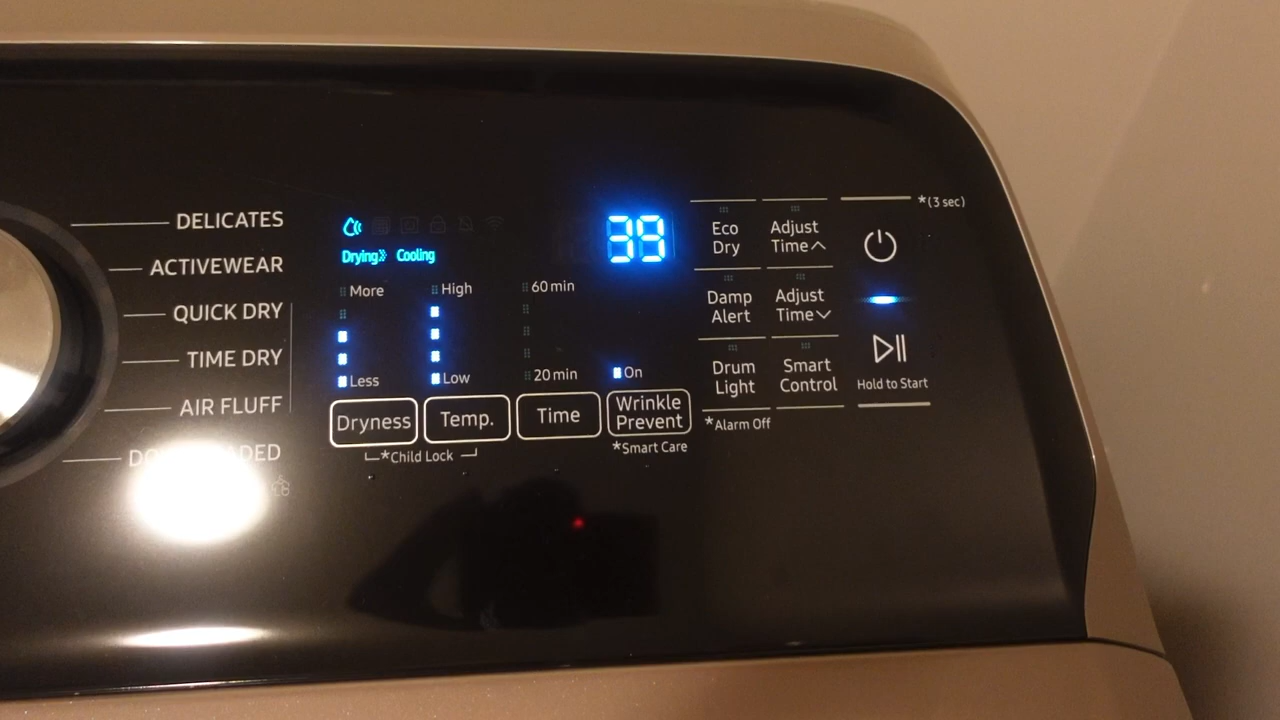 DELICATES
ACTIVEWEAR
QUICK DRY
TIME DRY
AIR FLUFF
Drying Cooling
More
Less
High
Low
60 min
20 min
39
On
Dryness
Temp.
Time
Wrinkle
Prevent
*Child Lock
*Smart Care
Eco
Dry
Adjust
Time
Damp
Alert
Adjust
Time
Drum
Light
Smart
Control
*Alarm Off
*(3 sec)
Hold to Start